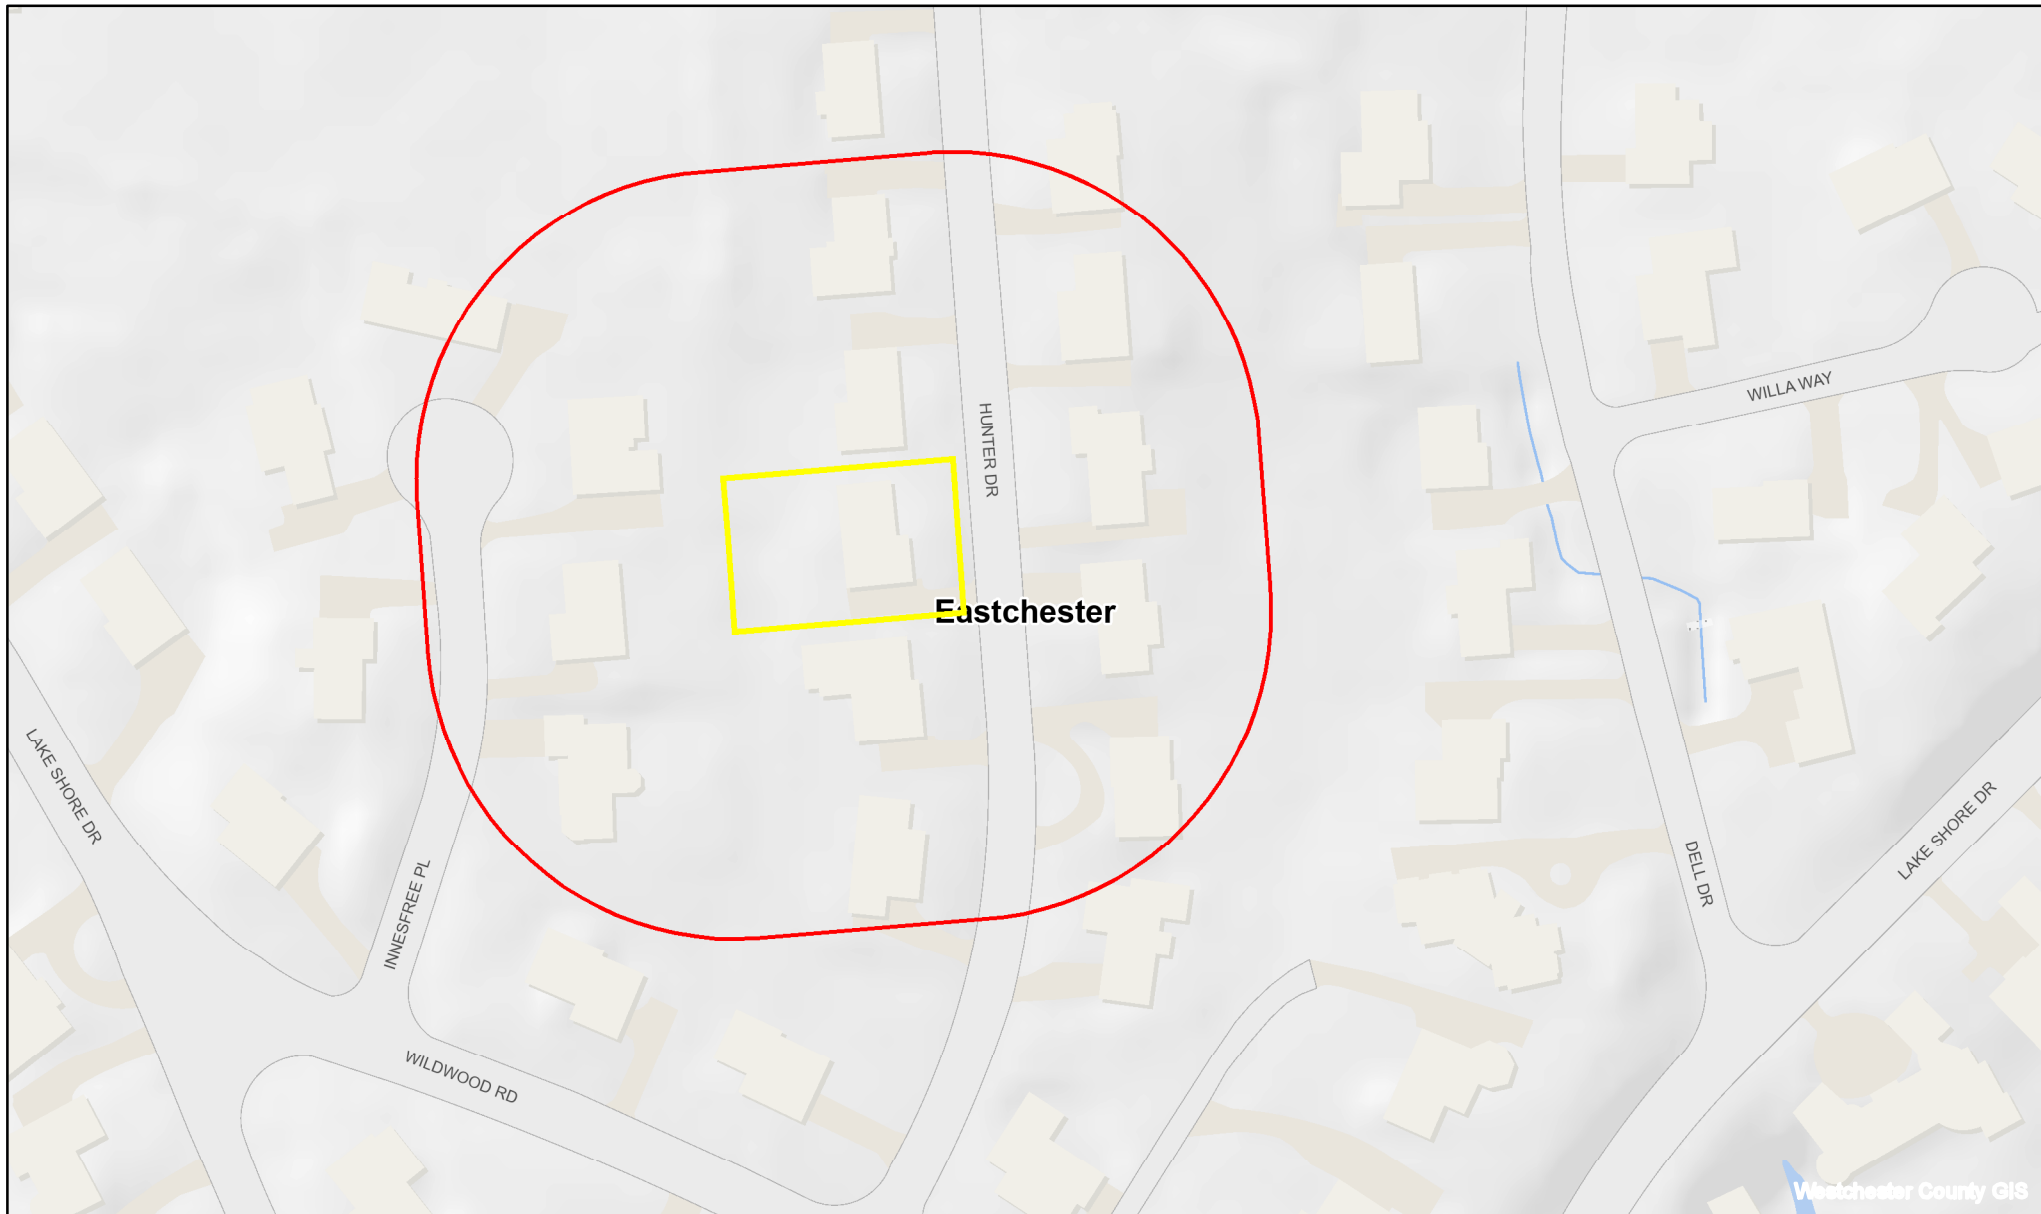 HUNTER DR
WILLA WAY
Eastchester
LAKE SHORE DR
LAKE SHORE DR
DELL DR
INNESFREE PL
WILDWOOD RD
Westchester County GIS